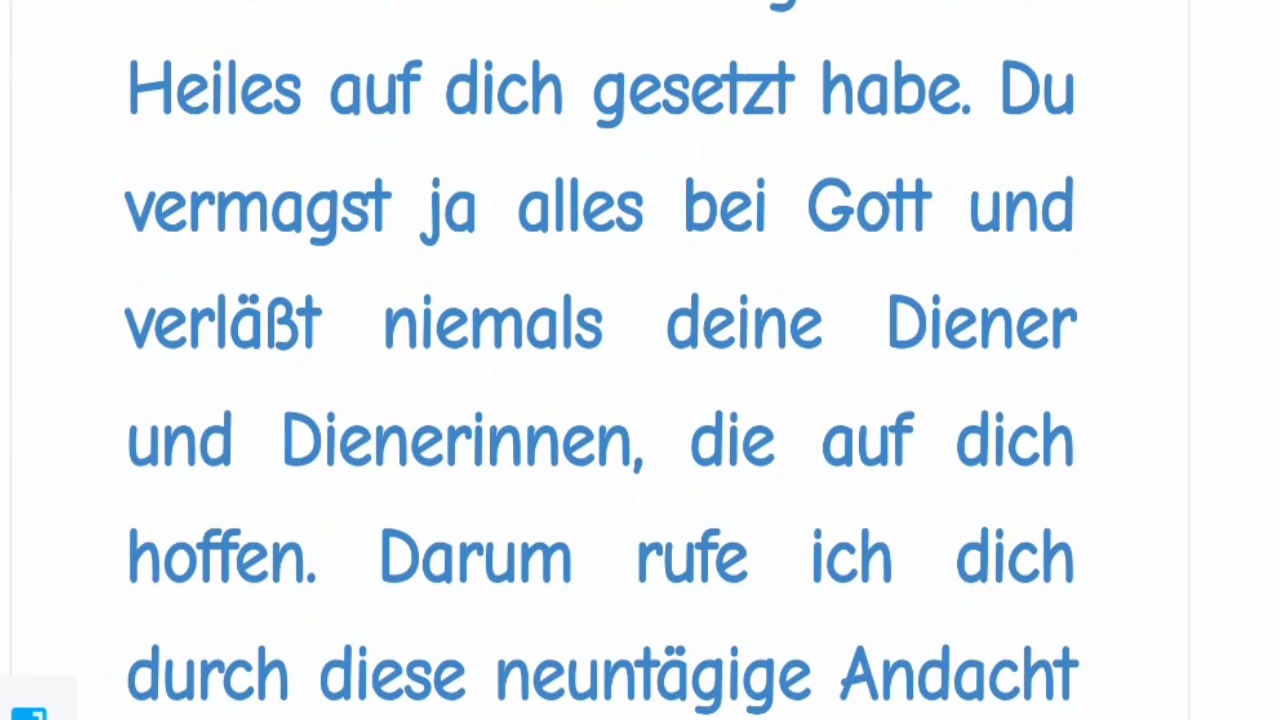 Heiles auf dich gesetzt habe. Du
vermagst ja alles bei Gott und
verläßt niemals deine Diener
und Dienerinnen, die auf dich
hoffen. Darum rufe ich dich
durch diese neuntägige Andacht